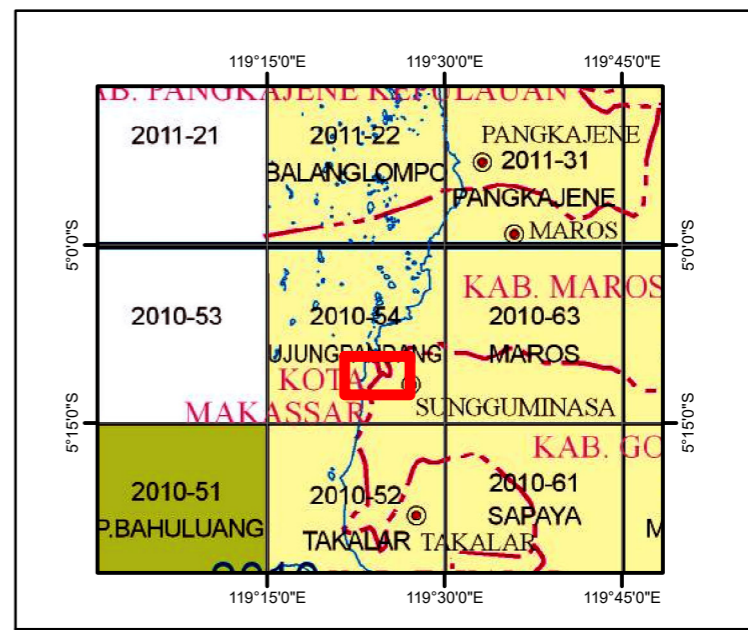 119°15'0"E 119°30'0"E 119°45'0"E
KAB. PANGKAJENE KEPULAUAN
2011-21 2011-22 PANGKAJENE
2011-31
BALANGLOMPO
PANGKAJENE
MAROS
5°0'0"S 5°0'0"S
KAB. MAROS
2010-53 2010-54 2010-63
UJUNGPANDANG MAROS
KOTA
MAKASSAR SUNGGUMINASA
5°15'0"S 5°15'0"S
KAB. GO
2010-51 2010-52 2010-61
SAPAYA
P.BAHULUANG TAKALAR TAKALAR M
119°15'0"E 119°30'0"E 119°45'0"E